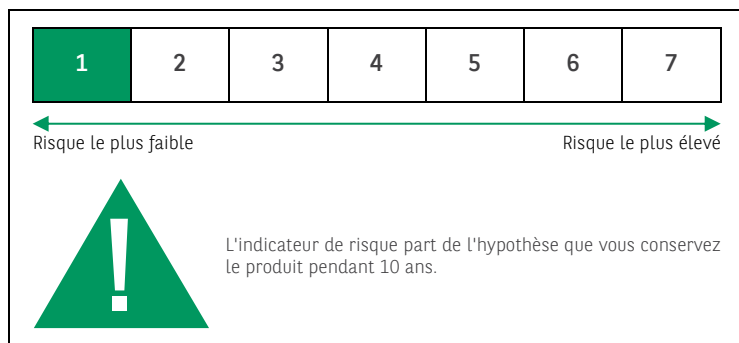 1 2 3 4 5 6 7
Risque le plus faible Risque le plus élevé
!
L'indicateur de risque part de l'hypothèse que vous conservez
le produit pendant 10 ans.